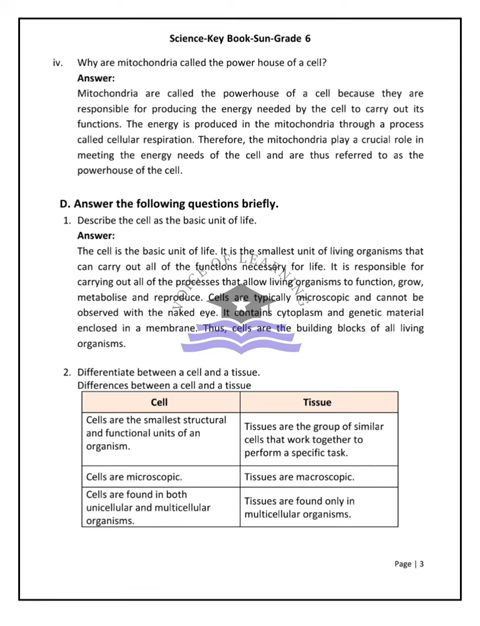 Science-Key Book-Sun-Grade 6
iv. Why are mitochondria called the power house of a cell?
Answer:
Mitochondria are called the powerhouse of a cell because they are
responsible for producing the energy needed by the cell to carry out its
functions. The energy is produced in the mitochondria through a process
called cellular respiration. Therefore, the mitochondria play a crucial role in
meeting the energy needs of the cell and are thus referred to as the
powerhouse of the cell.
D. Answer the following questions briefly.
1. Describe the cell as the basic unit of life.
Answer:
The cell is the basic unit of life. It is the smallest unit of living organisms that
can carry out all of the functions necessary for life. It is responsible for
carrying out all of the processes that allow living organisms to function, grow,
metabolise and reproduce. Cells are typically microscopic and cannot be
observed with the naked eye. It contains cytoplasm and genetic material
enclosed in a membrane. Thus, cells are the building blocks of all living
organisms.
VOICE OF LEARNING
2. Differentiate between a cell and a tissue.
Differences between a cell and a tissue
Cell
Tissue
Cells are the smallest structural
and functional units of an
organism.
Tissues are the group of similar
cells that work together to
perform a specific task.
Cells are microscopic.
Tissues are macroscopic.
Cells are found in both
unicellular and multicellular
organisms.
Tissues are found only in
multicellular organisms.
Page | 3